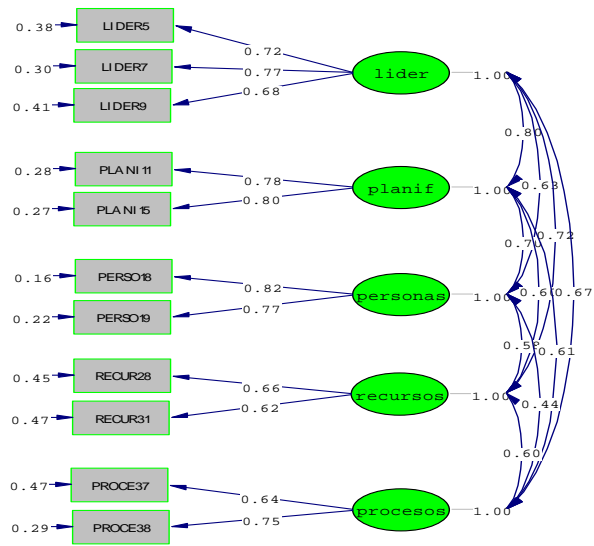 0.38 LIDER5
0.72
0.30 LIDER7 0.77 lider 1.00
0.68
0.41 LIDER9
0.80
0.28 PLANI11
0.78 planif 1.00 0.63
0.27 PLANI15 0.80
0.70 0.72
0.16 PERSO18
0.82 personas 1.00 0.67
0.22 PERSO19 0.77
0.61
0.45 RECUR28
0.66 recursos 1.00 0.44
0.47 RECUR31 0.62
0.60
0.47 PROCE37
0.64 procesos 1.00
0.29 PROCE38 0.75